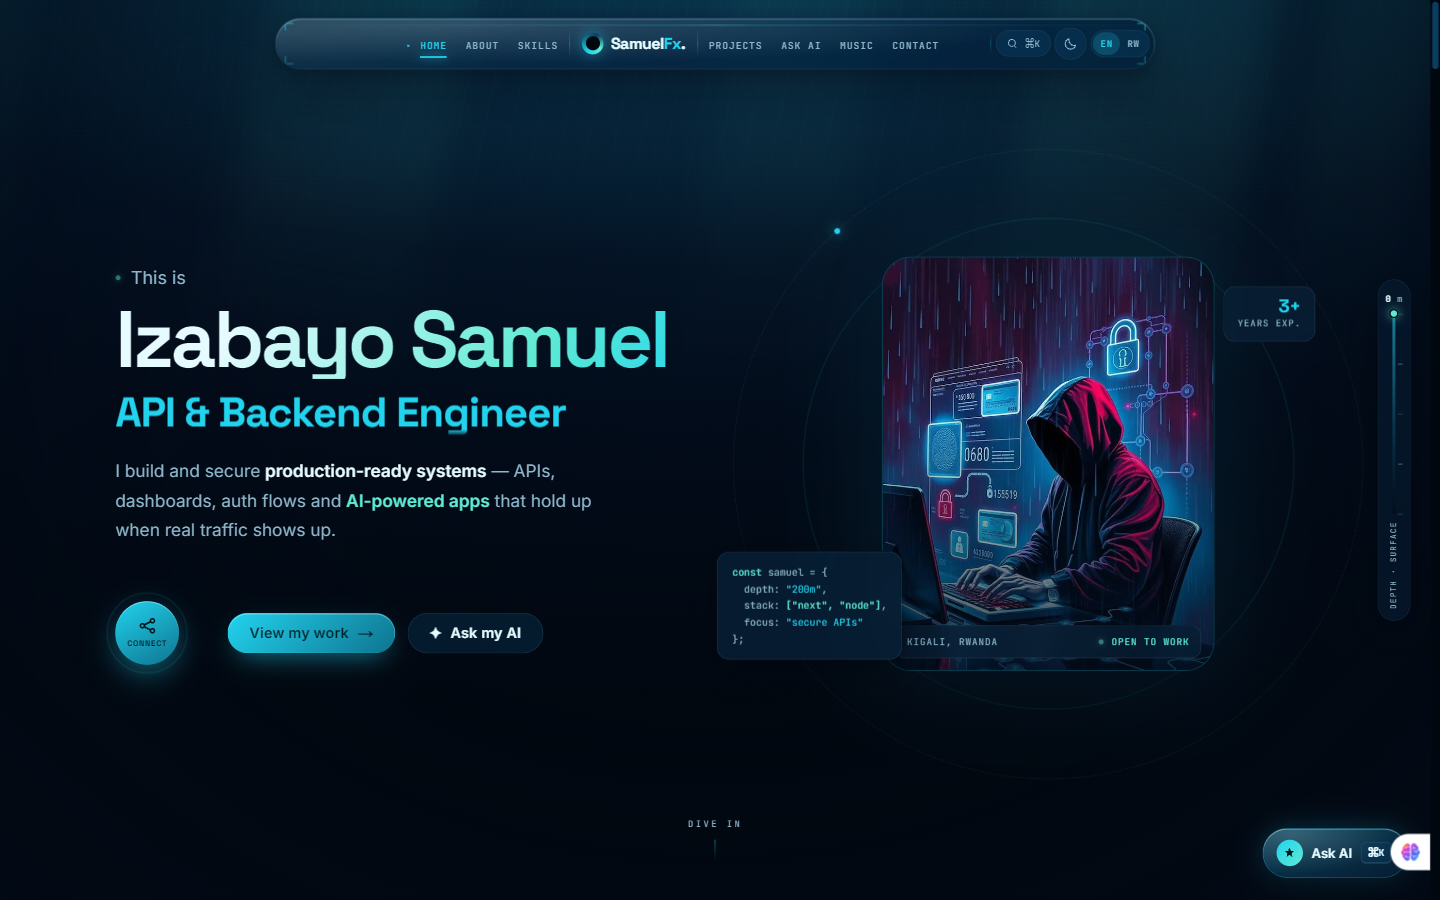 HOME
ABOUT
SKILLS
SamuelFx.
PROJECTS
ASK AI
MUSIC
CONTACT
⌘K
EN
RW
This is
Izabayo Samuel
API & Backend Engineer
I build and secure production-ready systems — APIs,
dashboards, auth flows and AI-powered apps that hold up
when real traffic shows up.
CONNECT
View my work →
Ask my AI
3+
YEARS EXP.
0680
155519
const samuel = {
depth: "200m",
stack: ["next", "node"],
focus: "secure APIs"
};
KIGALI, RWANDA
OPEN TO WORK
0 m
DEPTH · SURFACE
DIVE IN
Ask AI
⌘K